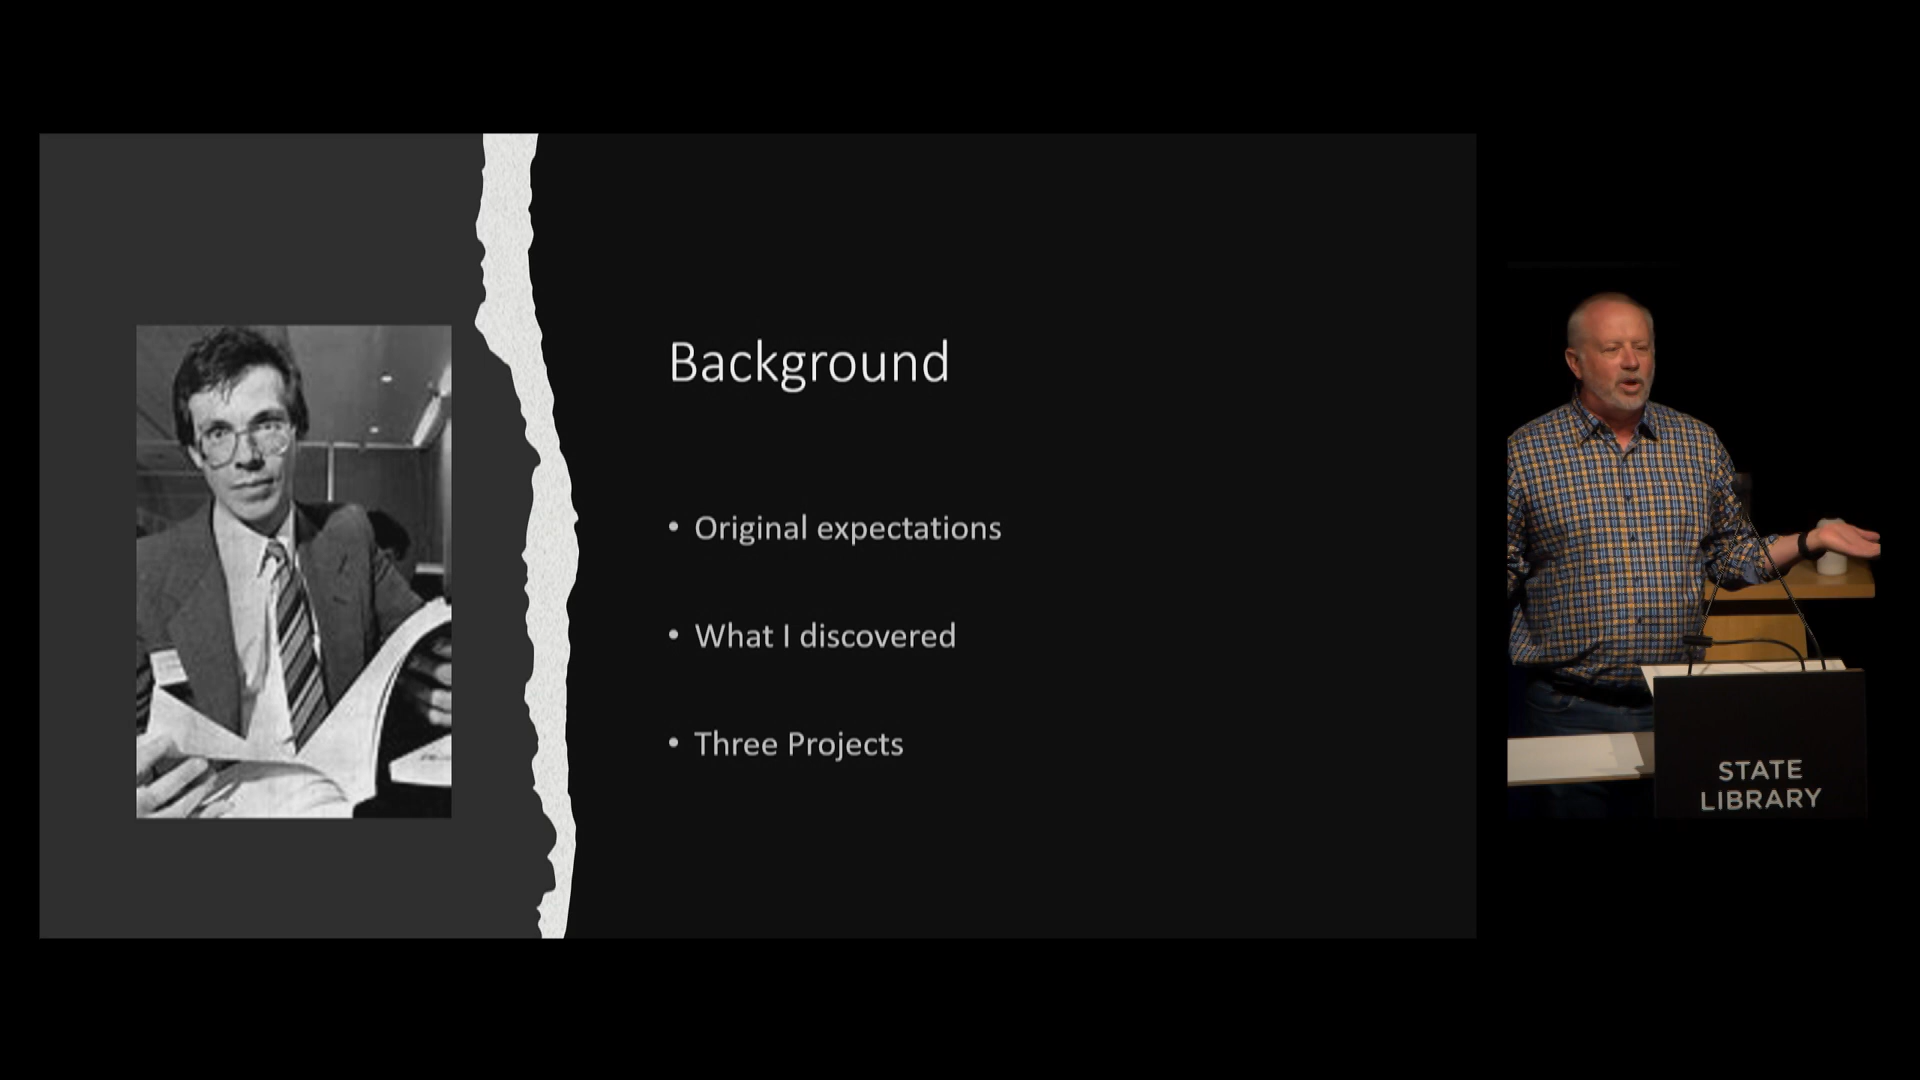 Background
• Original expectations
• What I discovered
• Three Projects
STATE
LIBRARY